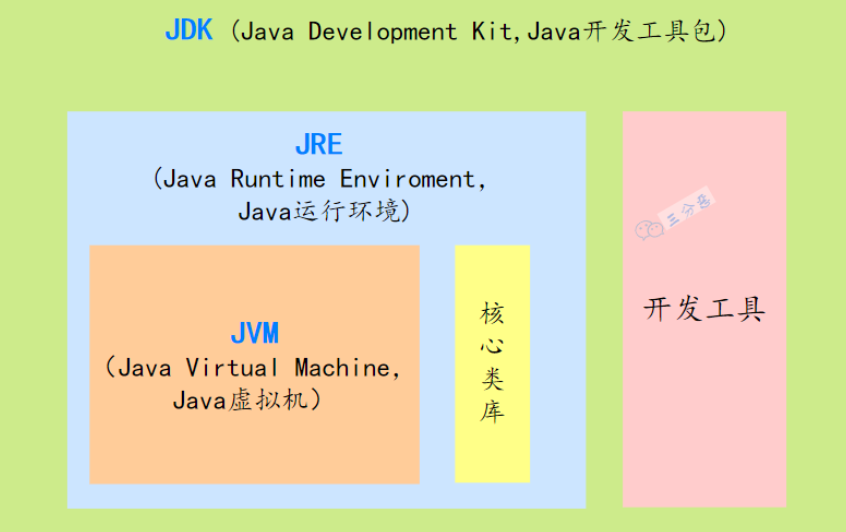 JDK (Java Development Kit,Java开发工具包)
JRE
(Java Runtime Enviroment,
Java运行环境)
JVM
(Java Virtual Machine,
Java虚拟机)
核
心
类
库
三分恶
开发工具